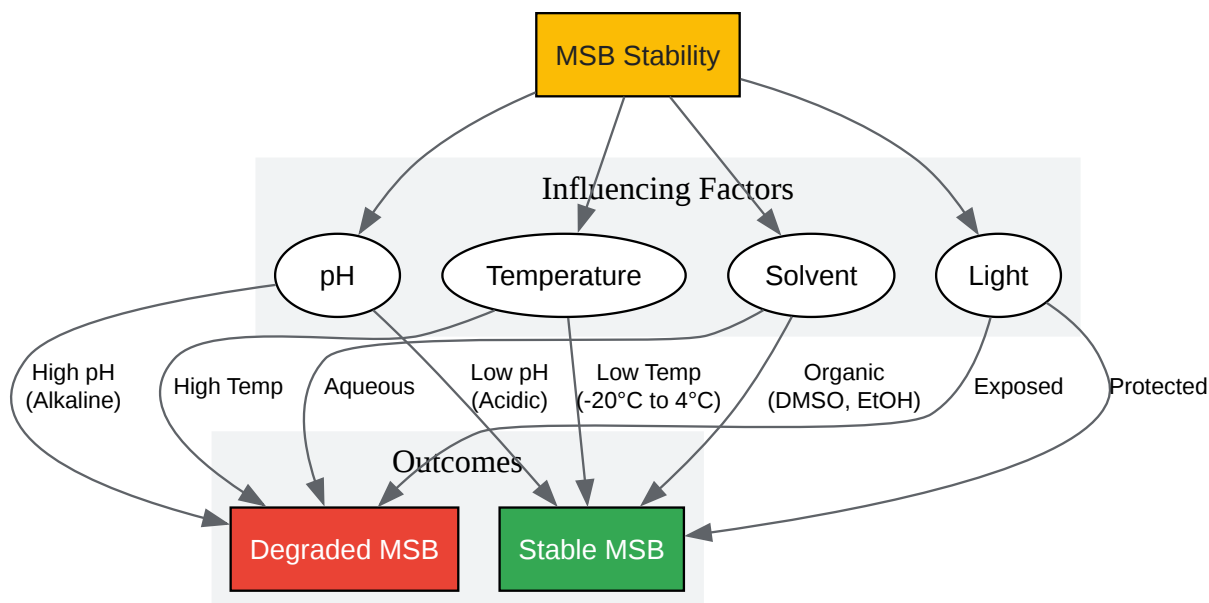 MSB Stability
Influencing Factors
pH
Temperature
Solvent
Light
High pH
(Alkaline)
High Temp
Aqueous
Low pH
(Acidic)
Low Temp
(-20°C to 4°C)
Organic
(DMSO, EtOH)
Exposed
Protected
Outcomes
Degraded MSB
Stable MSB